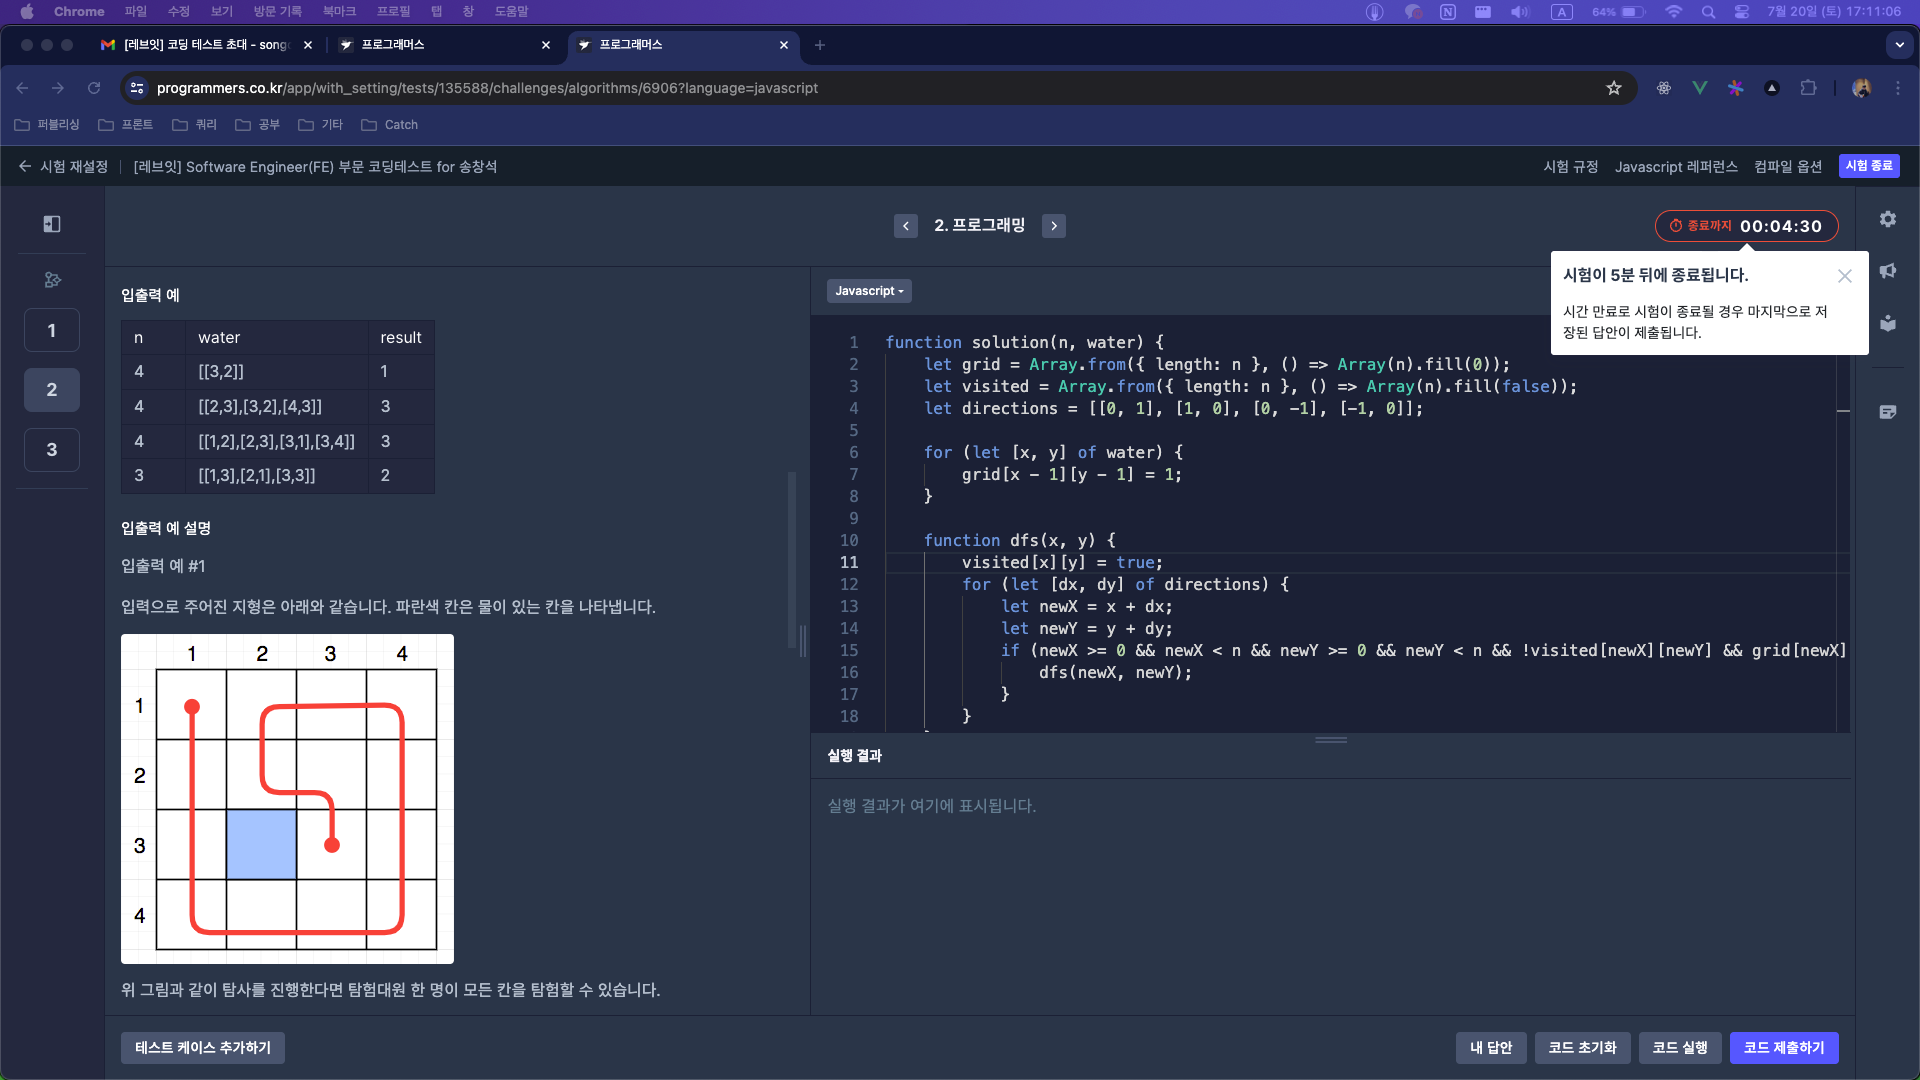 Chrome 파일 수정 보기 방문 기록 북마크 프로필 탭 창 도움말
A 64% 7월 20일 (토) 17:11:06
[레브잇] 코딩 테스트 초대 - song
프로그래머스
프로그래머스
programmers.co.kr/app/with_setting/tests/135588/challenges/algorithms/6906?language=javascript
퍼블리싱 프론트 쿼리 공부 기타 Catch
시험 재설정 [레브잇] Software Engineer(FE) 부문 코딩테스트 for 송창석
시험 규정 Javascript 레퍼런스 컴파일 옵션 시험 종료
2. 프로그래밍
종료까지 00:04:30
시험이 5분 뒤에 종료됩니다.
시간 만료로 시험이 종료될 경우 마지막으로 저
장된 답안이 제출됩니다.
1
2
3
입출력 예
n water result
4 [[3,2]] 1
4 [[2,3],[3,2],[4,3]] 3
4 [[1,2],[2,3],[3,1],[3,4]] 3
3 [[1,3],[2,1],[3,3]] 2
입출력 예 설명
입출력 예 #1
입력으로 주어진 지형은 아래와 같습니다. 파란색 칸은 물이 있는 칸을 나타냅니다.
1 2 3 4
1
2
3
4
위 그림과 같이 탐사를 진행한다면 탐험대원 한 명이 모든 칸을 탐험할 수 있습니다.
테스트 케이스 추가하기
Javascript
1 function solution(n, water) {
2 let grid = Array.from({ length: n }, () => Array(n).fill(0));
3 let visited = Array.from({ length: n }, () => Array(n).fill(false));
4 let directions = [[0, 1], [1, 0], [0, -1], [-1, 0]];
5
6 for (let [x, y] of water) {
7 grid[x - 1][y - 1] = 1;
8 }
9
10 function dfs(x, y) {
11 visited[x][y] = true;
12 for (let [dx, dy] of directions) {
13 let newX = x + dx;
14 let newY = y + dy;
15 if (newX >= 0 && newX < n && newY >= 0 && newY < n && !visited[newX][newY] && grid[newX]
16 dfs(newX, newY);
17 }
18 }
실행 결과
실행 결과가 여기에 표시됩니다.
내 답안 코드 초기화 코드 실행 코드 제출하기